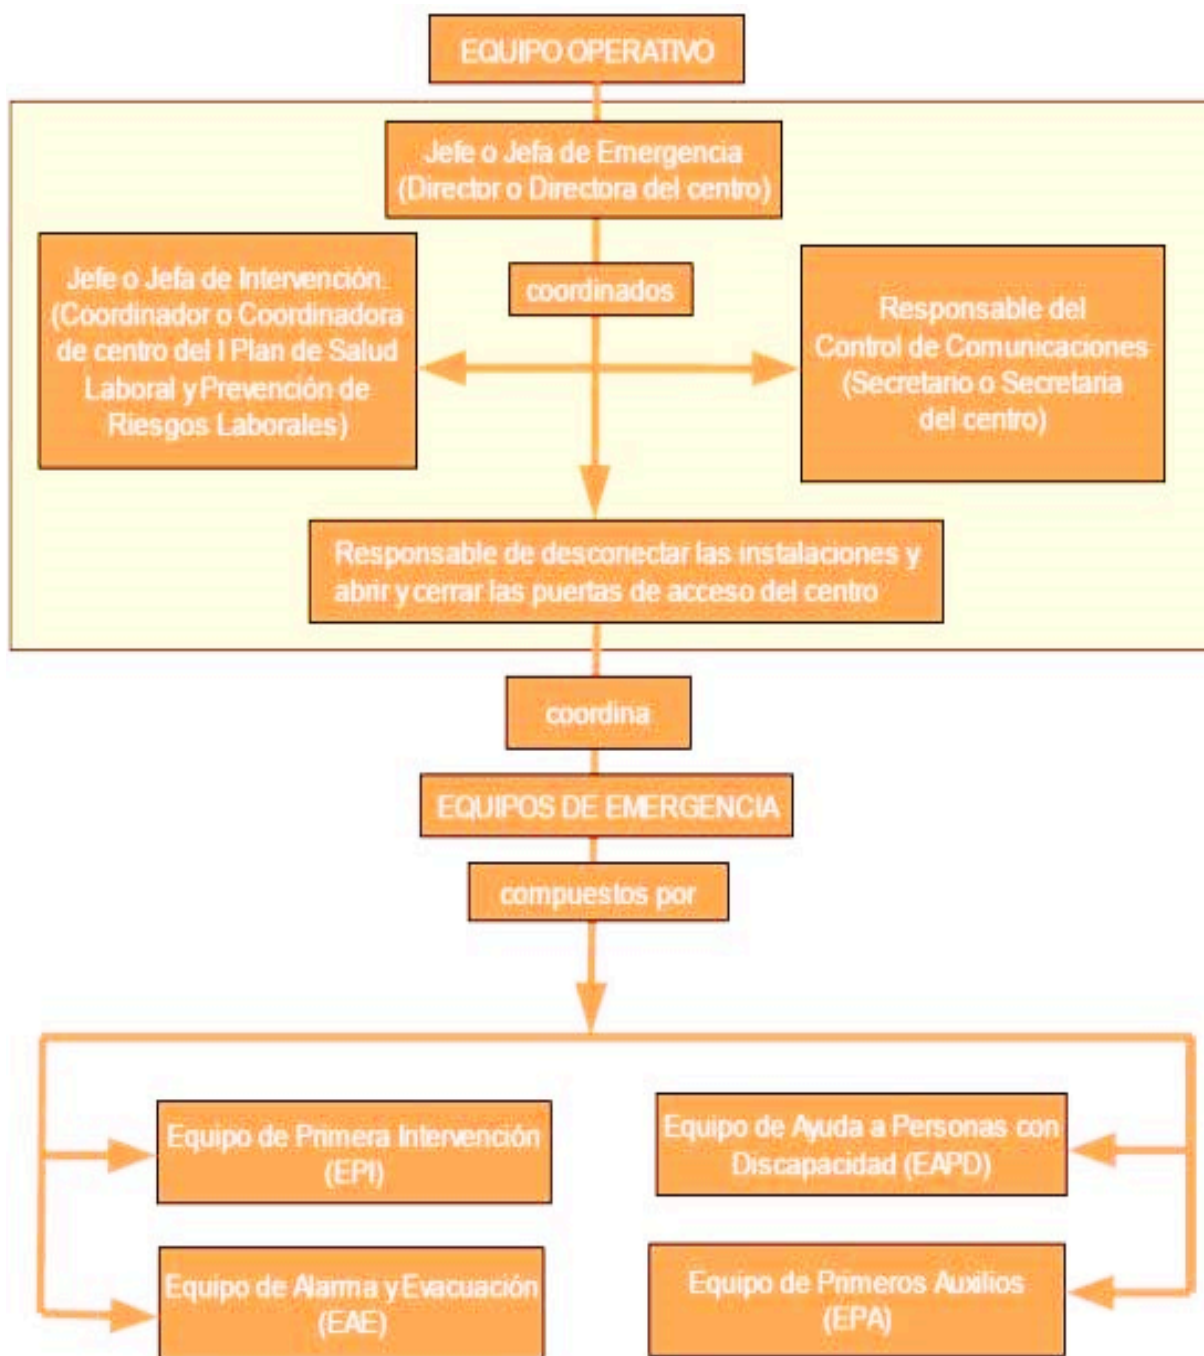 EQUIPO OPERATIVO
Jefe o Jefa de Emergencia
(Director o Directora del centro)
Jefe o Jefa de Intervención.
(Coordinador o Coordinadora
de centro del I Plan de Salud
Laboral y Prevención de
Riesgos Laborales)
coordinados
Responsable del
Control de Comunicaciones
(Secretario o Secretaria
del centro)
Responsable de desconectar las instalaciones y
abrir y cerrar las puertas de acceso del centro
coordina
EQUIPOS DE EMERGENCIA
compuestos por
Equipo de Primera Intervención
(EPI)
Equipo de Ayuda a Personas con
Discapacidad (EAPD)
Equipo de Alarma y Evacuación
(EAE)
Equipo de Primeros Auxilios
(EPA)